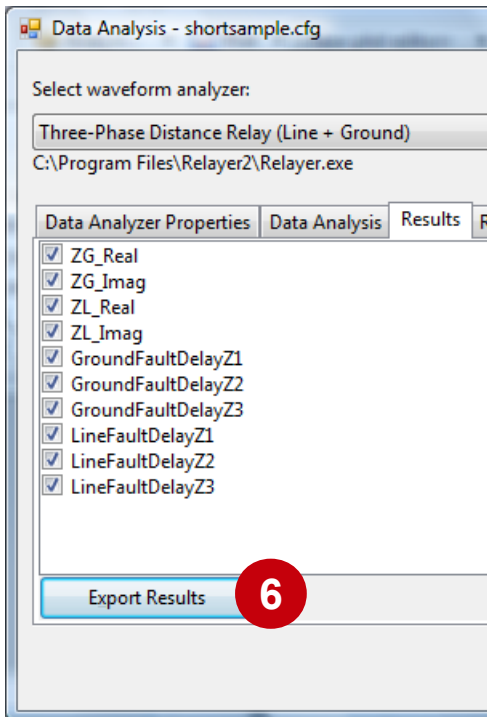 Data Analysis - shortsample.cfg
Select waveform analyzer:
Three-Phase Distance Relay (Line + Ground)
C:\Program Files\Relayer2\Relayer.exe
Data Analyzer Properties Data Analysis Results
ZG_Real
ZG_Imag
ZL_Real
ZL_Imag
GroundFaultDelayZ1
GroundFaultDelayZ2
GroundFaultDelayZ3
LineFaultDelayZ1
LineFaultDelayZ2
LineFaultDelayZ3
Export Results 6